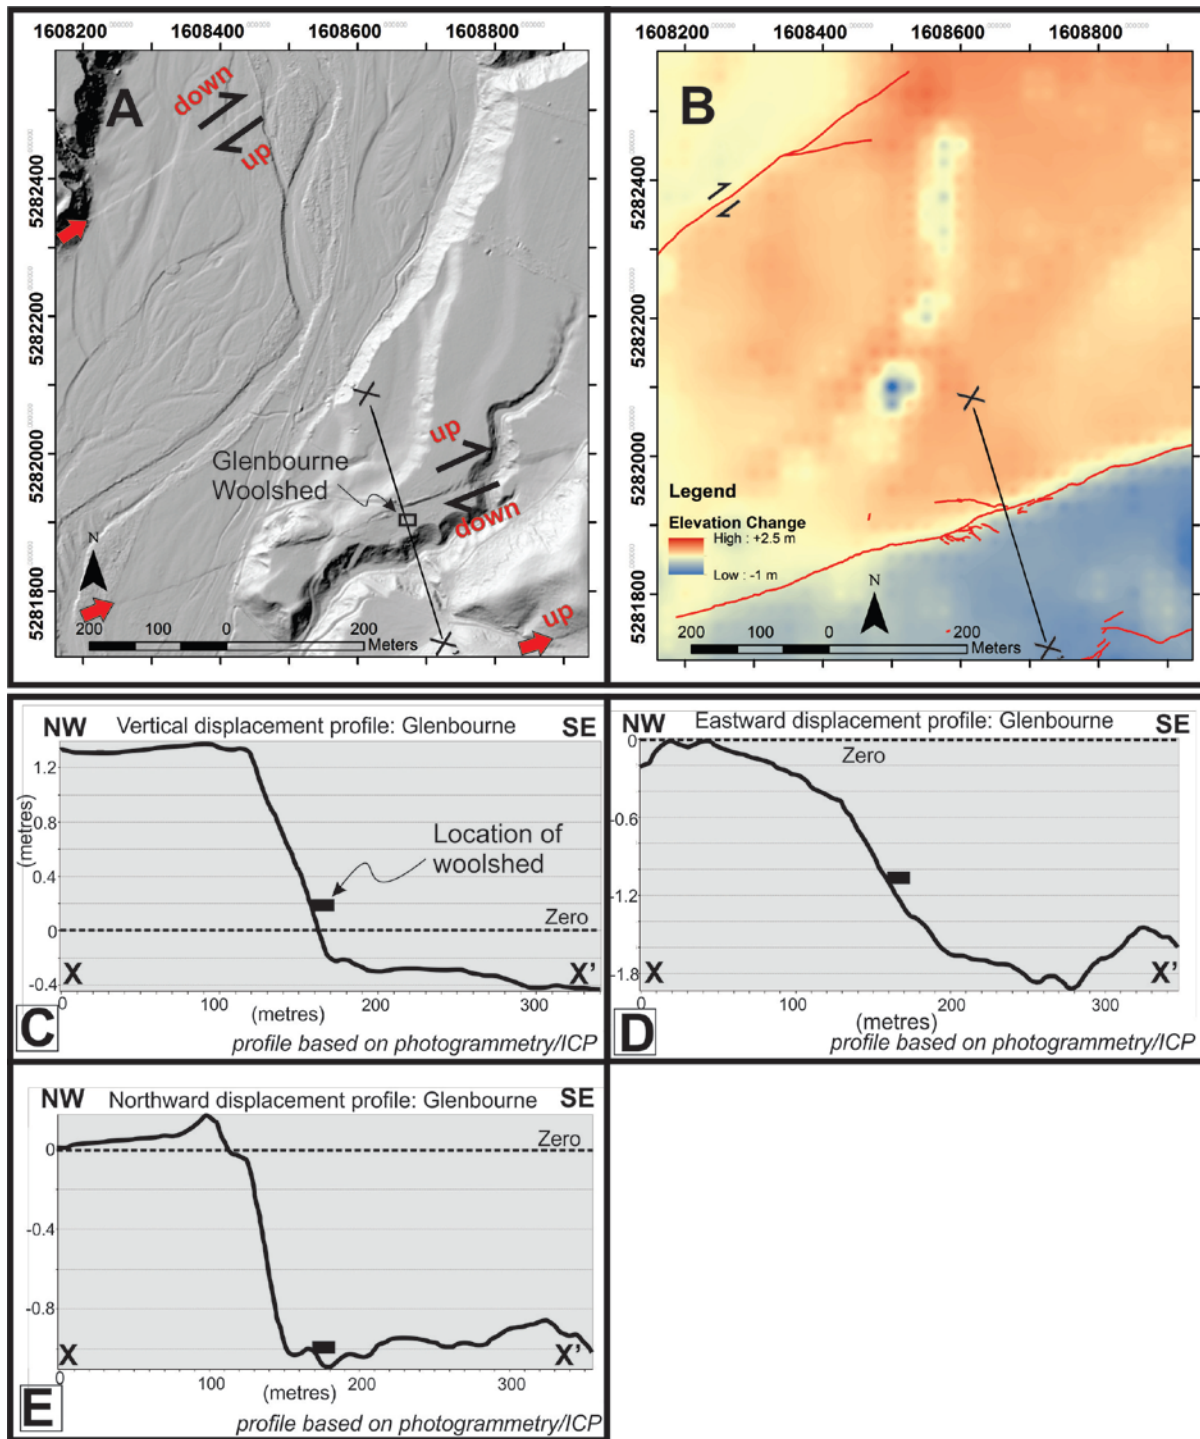 1608200 1608400 1608600 1608800
A
down
up
5282400
5282200
5282000
5281800
Glenbourne
Woolshed
up
down
X
X'
N
up
200 100 0 200
Meters
1608200 1608400 1608600 1608800
B
5282400
5282200
5282000
5281800
X
X'
Legend
Elevation Change
High : +2.5 m
Low : -1 m
N
200 100 0 200
Meters
NW Vertical displacement profile: Glenbourne SE
1.2
0.8
0.4
0
-0.4
(metres)
Location of
woolshed
Zero
X X'
0 100 200 300
(metres)
C
profile based on photogrammetry/ICP
NW Eastward displacement profile: Glenbourne SE
0
-0.6
-1.2
-1.8
Zero
X X'
0 100 200 300
(metres)
D
profile based on photogrammetry/ICP
NW Northward displacement profile: Glenbourne SE
0
-0.4
-0.8
Zero
X X'
0 100 200 300
(metres)
E
profile based on photogrammetry/ICP